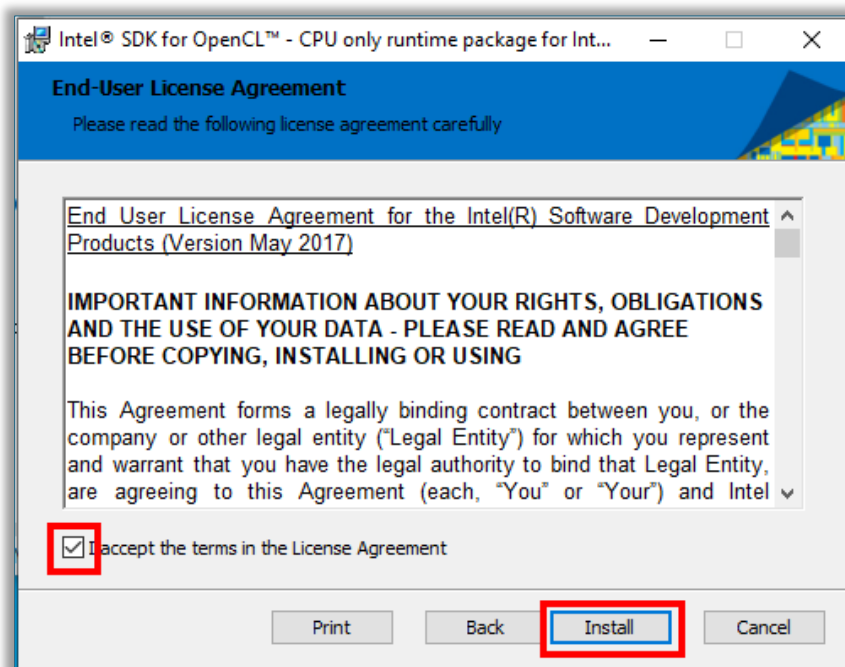 Intel® SDK for OpenCL™ - CPU only runtime package for Int...
End-User License Agreement
Please read the following license agreement carefully
End User License Agreement for the Intel(R) Software Development
Products (Version May 2017)
IMPORTANT INFORMATION ABOUT YOUR RIGHTS, OBLIGATIONS
AND THE USE OF YOUR DATA - PLEASE READ AND AGREE
BEFORE COPYING, INSTALLING OR USING
This Agreement forms a legally binding contract between you, or the
company or other legal entity (“Legal Entity”) for which you represent
and warrant that you have the legal authority to bind that Legal Entity,
are agreeing to this Agreement (each, “You” or “Your”) and Intel
I accept the terms in the License Agreement
Print Back Install Cancel